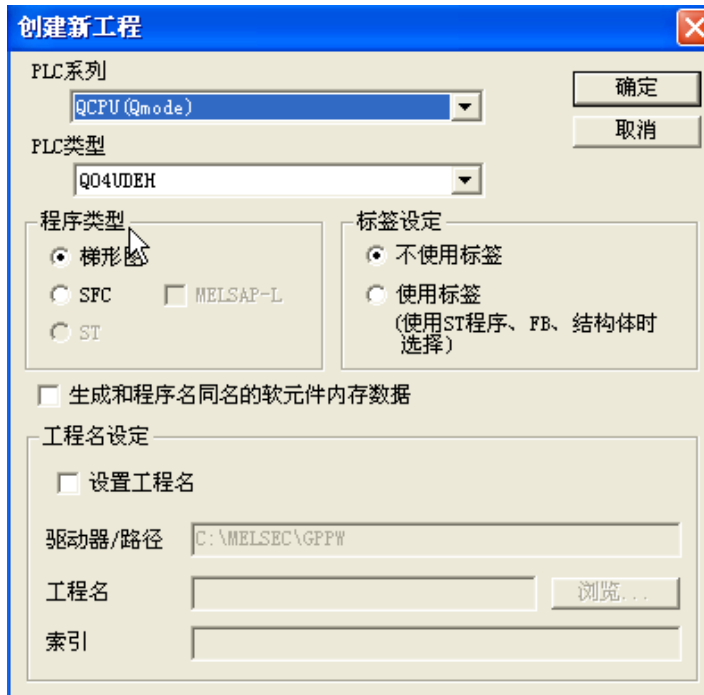 创建新工程
PLC系列
确定
QCPU(Qmode)
取消
PLC类型
Q04UDEH
程序类型
标签设定
梯形图
不使用标签
SFC
MELSAP-L
使用标签
ST
(使用ST程序、FB、结构体时
选择)
生成和程序名同名的软元件内存数据
工程名设定
设置工程名
驱动器/路径
C:\MELSEC\GPPW
工程名
浏览...
索引